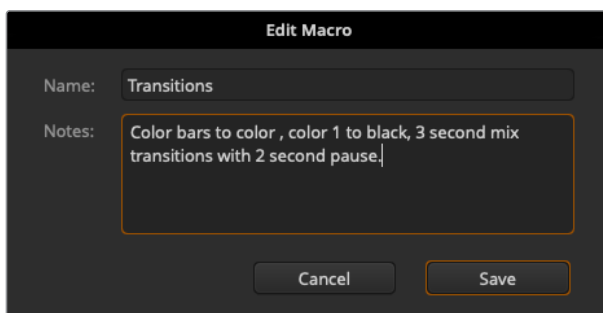 Edit Macro
Name: Transitions
Notes: Color bars to color , color 1 to black, 3 second mix
transitions with 2 second pause.
Cancel Save